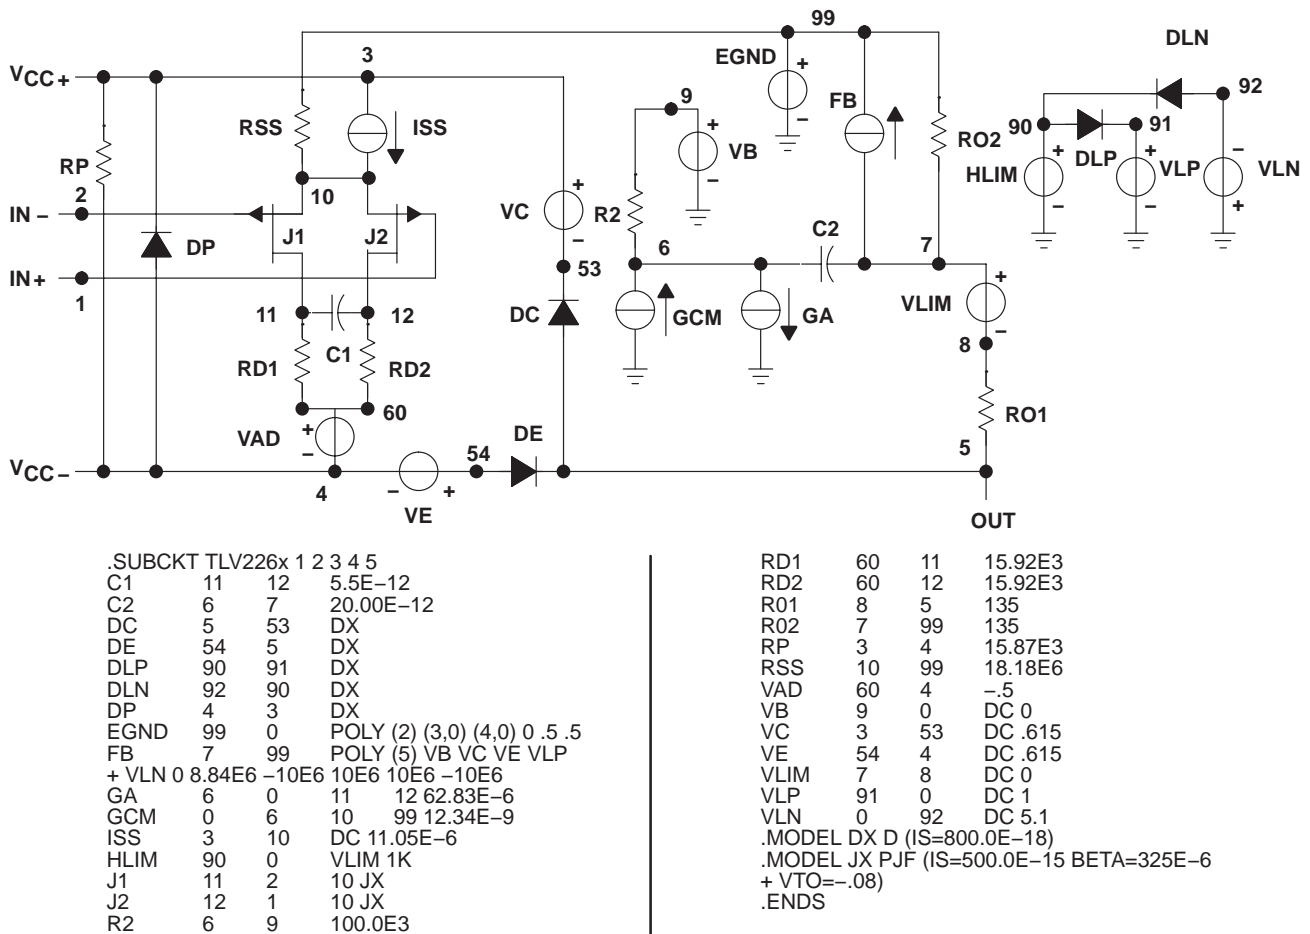 99
DLN
3
EGND
+
VCC+
92
9
FB
+
RSS
ISS
90
91
VB
RO2
−
RP
DLP
−
+
+
−
10
HLIM
VLP
VLN
2
+
−
−
+
IN −
VC
R2
C2
J1
J2
−
6
7
DP
IN+
53
+
1
VLIM
11
12
DC
GCM
GA
−
C1
8
RD1
RD2
60
DE
RO1
VAD
+
−
54
5
VCC−
4
−
+
VE
OUT
.SUBCKT TLV226x 1 2 3 4 5
C1 11 12 5.5E−12
C2 6 7 20.00E−12
DC 5 53 DX
DE 54 5 DX
DLP 90 91 DX
DLN 92 90 DX
DP 4 3 DX
EGND 99 0 POLY (2) (3,0) (4,0) 0 .5 .5
FB 7 99 POLY (5) VB VC VE VLP
+ VLN 0 8.84E6 −10E6 10E6 10E6 −10E6
GA 6 0 11 12 62.83E−6
GCM 0 6 10 99 12.34E−9
ISS 3 10 DC 11.05E−6
HLIM 90 0 VLIM 1K
J1 11 2 10 JX
J2 12 1 10 JX
R2 6 9 100.0E3
RD1 60 11 15.92E3
RD2 60 12 15.92E3
R01 8 5 135
R02 7 99 135
RP 3 4 15.87E3
RSS 10 99 18.18E6
VAD 60 4 −.5
VB 9 0 DC 0
VC 3 53 DC .615
VE 54 4 DC .615
VLIM 7 8 DC 0
VLP 91 0 DC 1
VLN 0 92 DC 5.1
.MODEL DX D (IS=800.0E−18)
.MODEL JX PJF (IS=500.0E−15 BETA=325E−6
+ VTO=−.08)
.ENDS